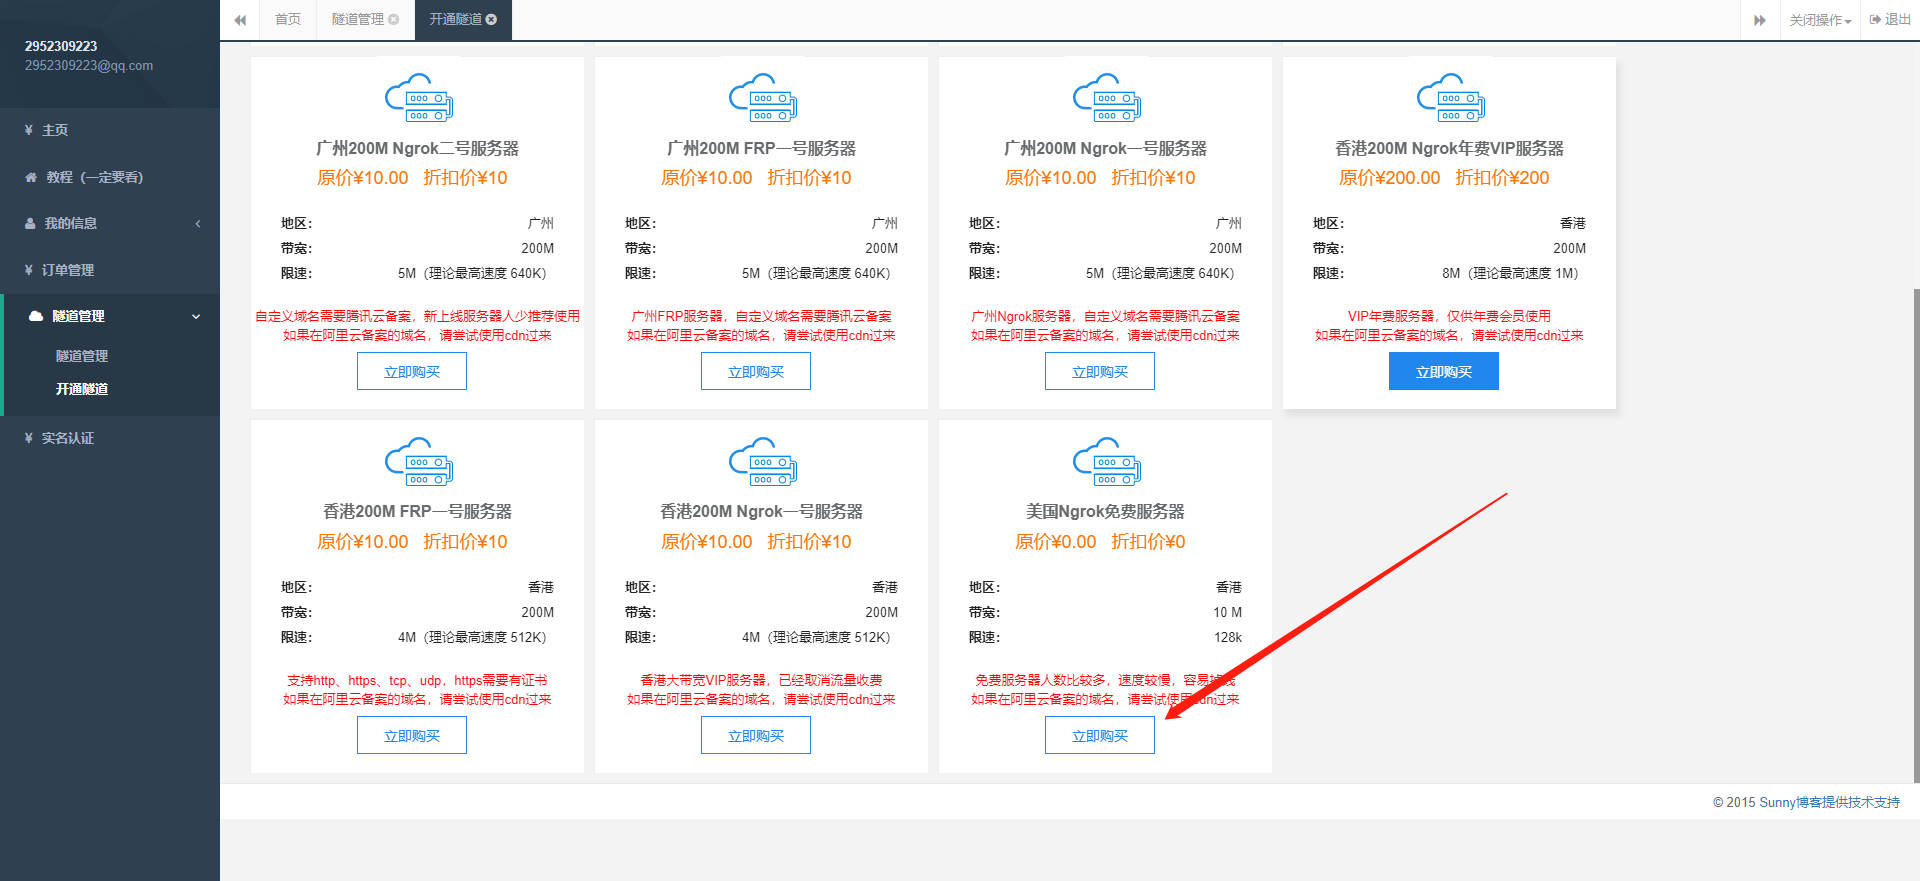 首页
隧道管理
开通隧道
关闭操作
退出
2952309223
2952309223@qq.com
主页
教程（一定要看）
我的信息
订单管理
隧道管理
隧道管理
开通隧道
实名认证
广州200M Ngrok二号服务器
原价¥10.00 折扣价¥10
地区： 广州
带宽： 200M
限速： 5M（理论最高速度 640K）
自定义域名需要腾讯云备案，新上线服务器人少推荐使用
如果在阿里云备案的域名，请尝试使用cdn过来
立即购买
广州200M FRP一号服务器
原价¥10.00 折扣价¥10
地区： 广州
带宽： 200M
限速： 5M（理论最高速度 640K）
广州FRP服务器，自定义域名需要腾讯云备案
如果在阿里云备案的域名，请尝试使用cdn过来
立即购买
广州200M Ngrok一号服务器
原价¥10.00 折扣价¥10
地区： 广州
带宽： 200M
限速： 5M（理论最高速度 640K）
广州Ngrok服务器，自定义域名需要腾讯云备案
如果在阿里云备案的域名，请尝试使用cdn过来
立即购买
香港200M Ngrok年费VIP服务器
原价¥200.00 折扣价¥200
地区： 香港
带宽： 200M
限速： 8M（理论最高速度 1M）
VIP年费服务器，仅供年费会员使用
如果在阿里云备案的域名，请尝试使用cdn过来
立即购买
香港200M FRP一号服务器
原价¥10.00 折扣价¥10
地区： 香港
带宽： 200M
限速： 4M（理论最高速度 512K）
支持http、https、tcp、udp，https需要有证书
如果在阿里云备案的域名，请尝试使用cdn过来
立即购买
香港200M Ngrok一号服务器
原价¥10.00 折扣价¥10
地区： 香港
带宽： 200M
限速： 4M（理论最高速度 512K）
香港大带宽VIP服务器，已经取消流量收费
如果在阿里云备案的域名，请尝试使用cdn过来
立即购买
美国Ngrok免费服务器
原价¥0.00 折扣价¥0
地区： 香港
带宽： 10 M
限速： 128k
免费服务器人数比较多，速度较慢，容易掉线
如果在阿里云备案的域名，请尝试使用cdn过来
立即购买
© 2015 Sunny博客提供技术支持